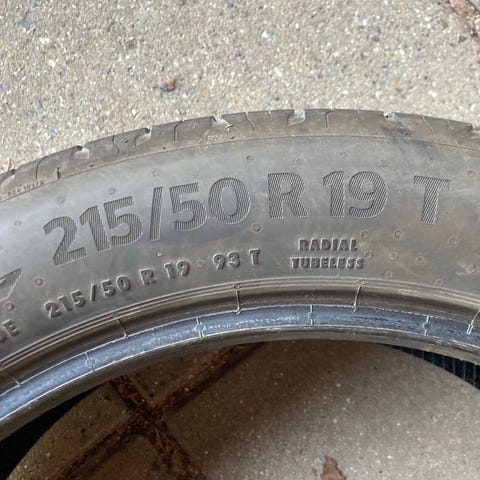 215/50 R 19 T
215/50 R 19 93 T
RADIAL
TUBELESS